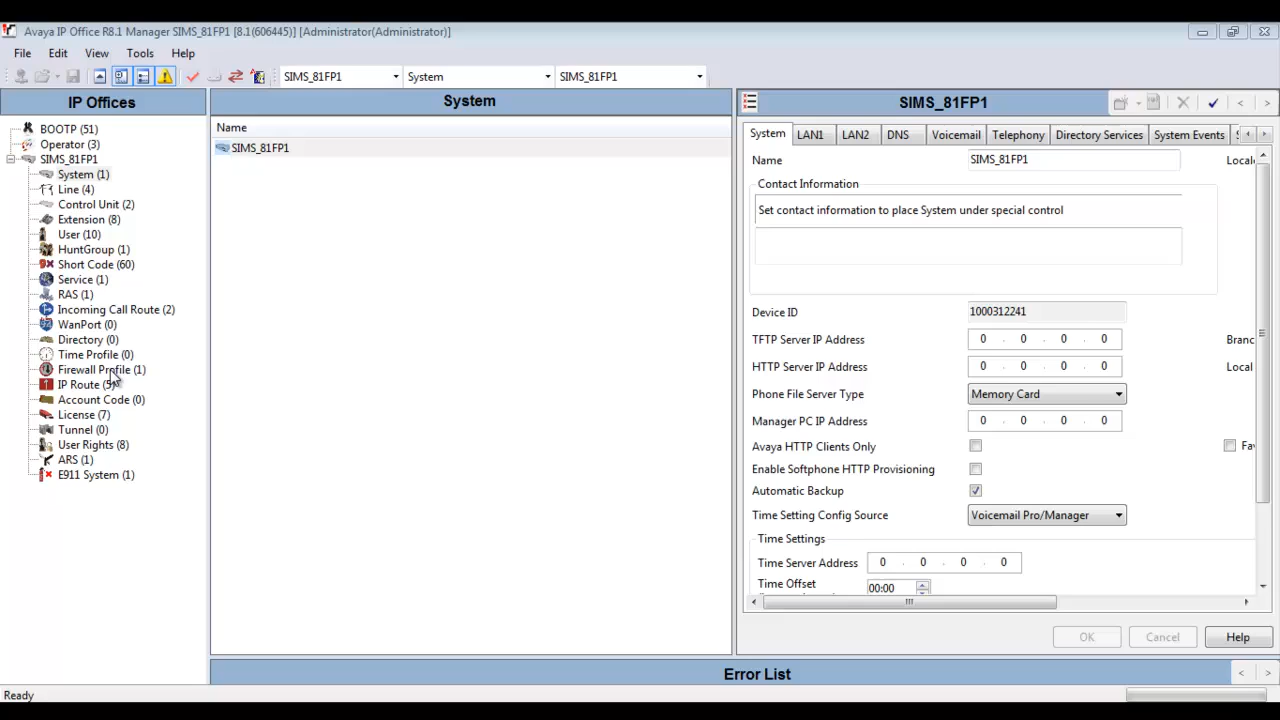 Avaya IP Office R8.1 Manager SIMS_81FP1 [8.1(606445)] [Administrator(Administrator)]
File Edit View Tools Help
SIMS_81FP1 System SIMS_81FP1
IP Offices
BOOTP (51)
Operator (3)
SIMS_81FP1
System (1)
Line (4)
Control Unit (2)
Extension (8)
User (10)
HuntGroup (1)
Short Code (60)
Service (1)
RAS (1)
Incoming Call Route (2)
WanPort (0)
Directory (0)
Time Profile (0)
Firewall Profile (1)
IP Route
Account Code (0)
License (7)
Tunnel (0)
User Rights (8)
ARS (1)
E911 System (1)
System
Name
SIMS_81FP1
SIMS_81FP1
System LAN1 LAN2 DNS Voicemail Telephony Directory Services System Events
Name SIMS_81FP1 Locale
Contact Information
Set contact information to place System under special control
Device ID 1000312241
TFTP Server IP Address 0 . 0 . 0 . 0 Branc
HTTP Server IP Address 0 . 0 . 0 . 0 Local
Phone File Server Type Memory Card
Manager PC IP Address 0 . 0 . 0 . 0
Avaya HTTP Clients Only Fav
Enable Softphone HTTP Provisioning
Automatic Backup
Time Setting Config Source Voicemail Pro/Manager
Time Settings
Time Server Address 0 . 0 . 0 . 0
Time Offset 00:00
OK Cancel Help
Error List
Ready